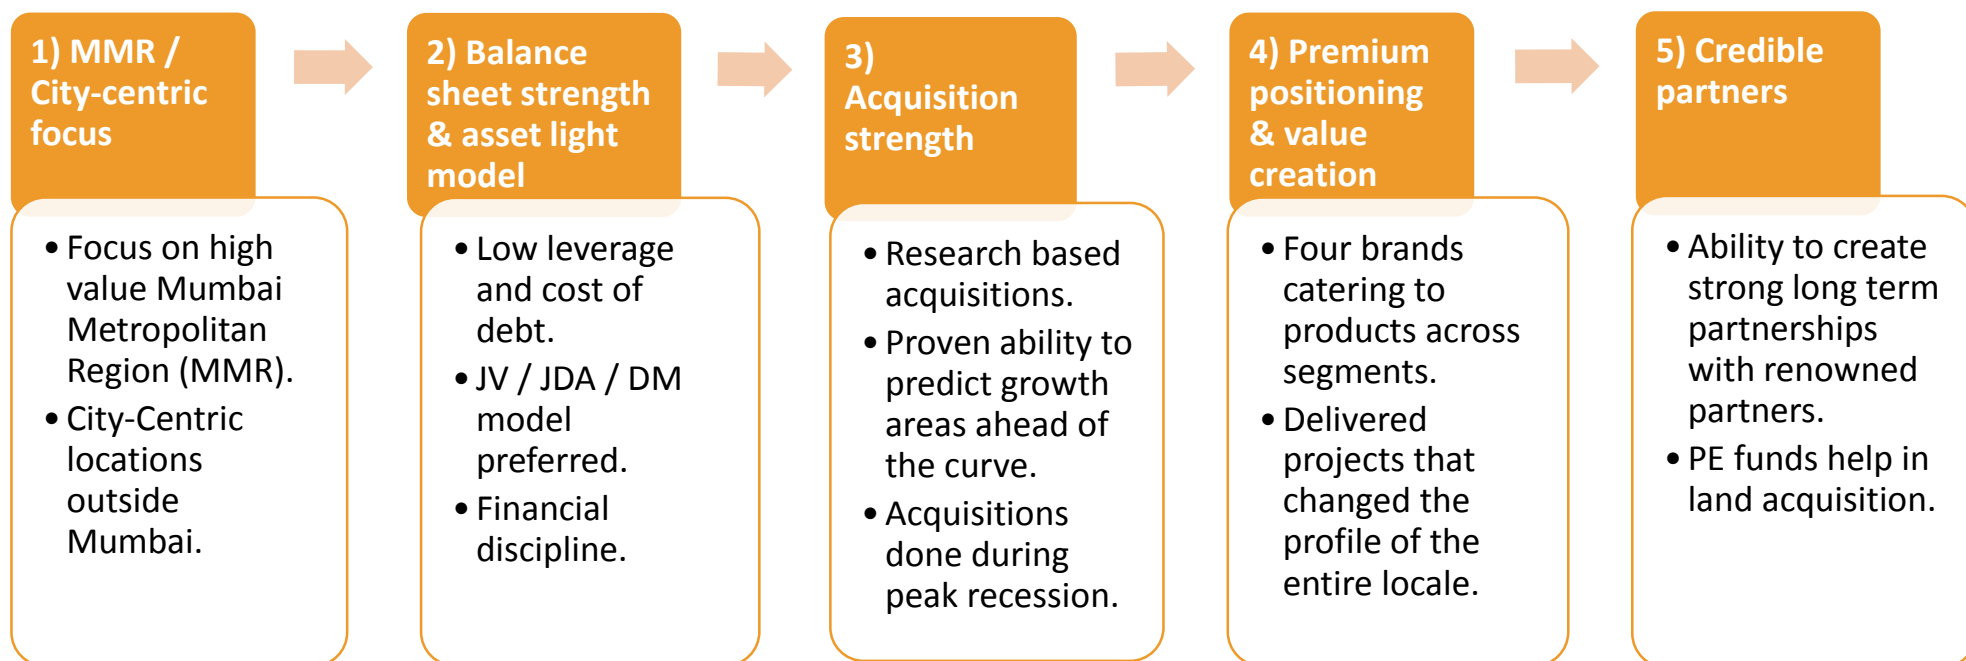 1) MMR /
City-centric
focus
• Focus on high
value Mumbai
Metropolitan
Region (MMR).
• City-Centric
locations
outside
Mumbai.
2) Balance
sheet strength
& asset light
model
• Low leverage
and cost of
debt.
• JV / JDA / DM
model
preferred.
• Financial
discipline.
3)
Acquisition
strength
• Research based
acquisitions.
• Proven ability to
predict growth
areas ahead of
the curve.
• Acquisitions
done during
peak recession.
4) Premium
positioning
& value
creation
• Four brands
catering to
products across
segments.
• Delivered
projects that
changed the
profile of the
entire locale.
5) Credible
partners
• Ability to create
strong long term
partnerships
with renowned
partners.
• PE funds help in
land acquisition.